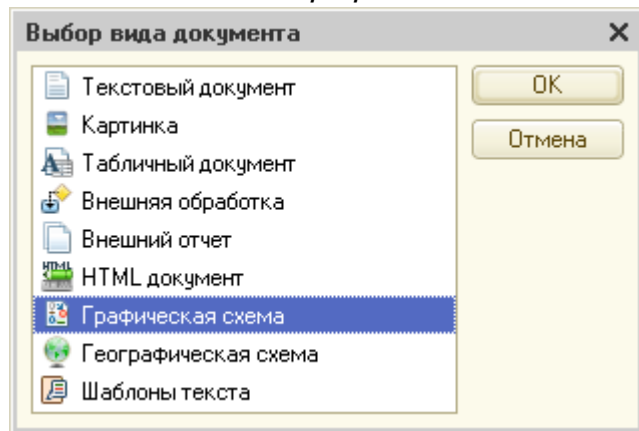 Выбор вида документа
Текстовый документ
OK
Картинка
Отмена
Табличный документ
Внешняя обработка
Внешний отчет
HTML
HTML документ
Графическая схема
Географическая схема
Шаблоны текста